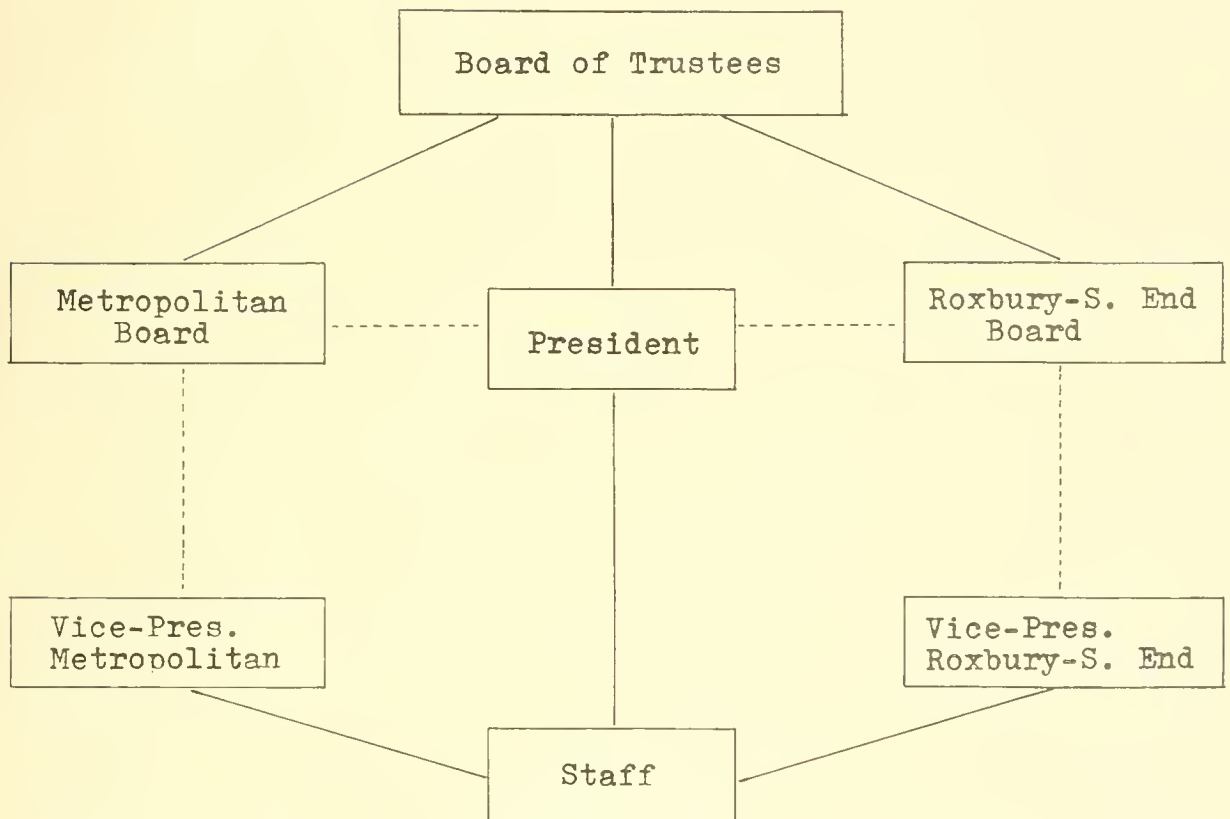 Board of Trustees
Metropolitan
Board
President
Roxbury-S. End
Board
Vice-Pres.
Metropolitan
Vice-Pres.
Roxbury-S. End
Staff